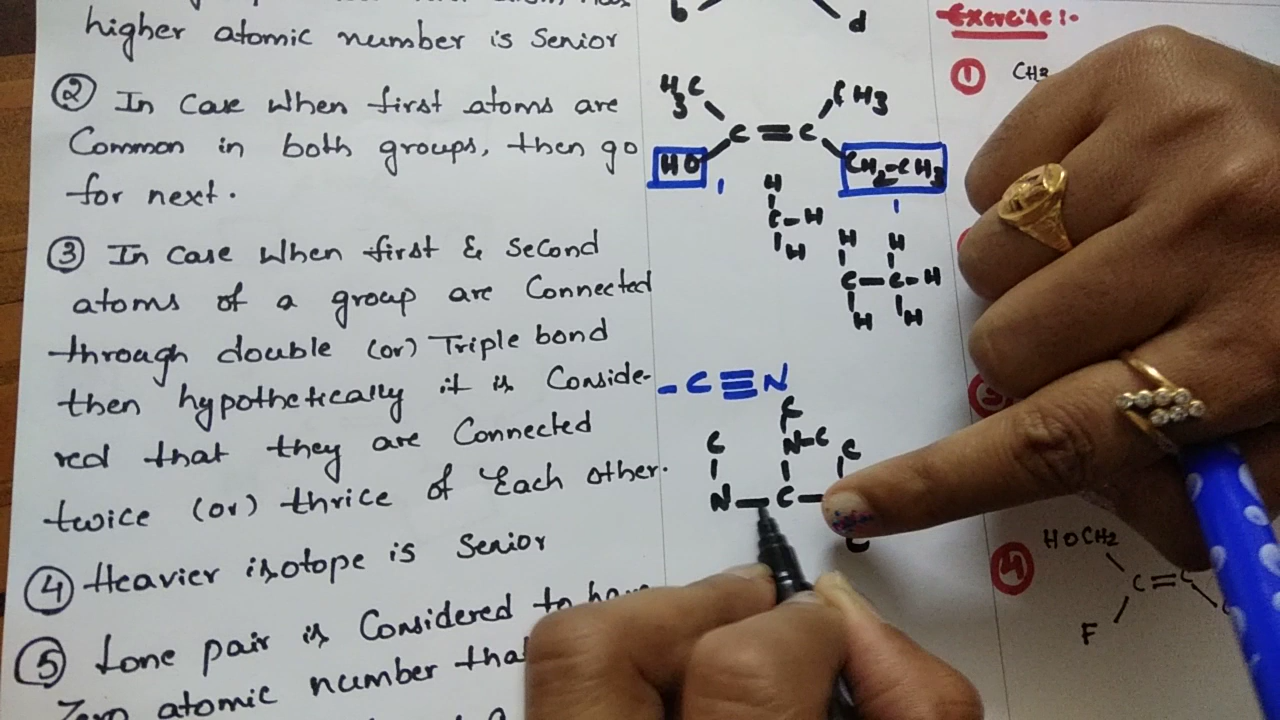 higher atomic number is Senior
② In Case when first atoms are
Common in both groups, then go
for next.
③ In Case when first & Second
atoms of a group are Connected
through double (or) Triple bond
then hypothetically it is Conside-
red that they are Connected
twice (or) thrice of Each other.
④ Heavier isotope is Senior
⑤ Lone pair is Considered to have
Zero atomic number
b d
H3C CH3
C = C
HO CH2-CH3
H
C-H
H
H H
C-C-H
H H
-C≡N
C N-C C
N-C-
C
Exercise:-
① CH3
④ HOCH2
C=C
F